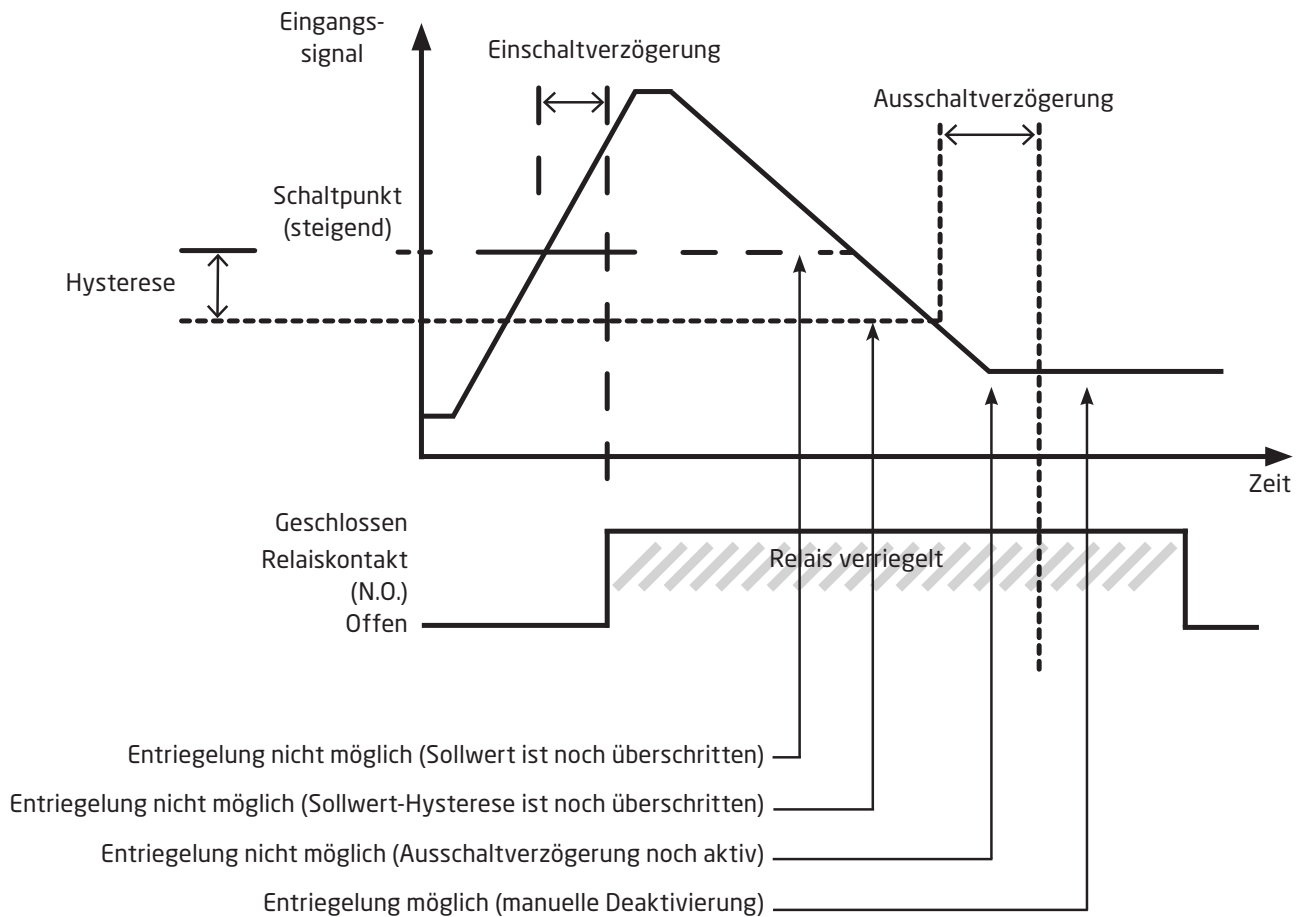 Eingangs-
signal
Einschaltverzögerung
Ausschaltverzögerung
Schaltpunkt
(steigend)
Hysterese
Zeit
Geschlossen
Relaiskontakt
(N.O.)
Offen
Relais verriegelt
Entriegelung nicht möglich (Sollwert ist noch überschritten)
Entriegelung nicht möglich (Sollwert-Hysterese ist noch überschritten)
Entriegelung nicht möglich (Ausschaltverzögerung noch aktiv)
Entriegelung möglich (manuelle Deaktivierung)